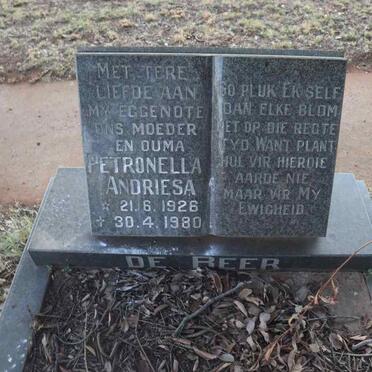 MET TERE
LIEFDE AAN
MY EGGENOTE
ONS MOEDER
EN OUMA
PETRONELLA
ANDRIESA
* 21.6.1926
* 30.4.1980
SO PLUK EK SELF
DAN ELKE BLOM
NET OP DIE REGTE
TYD. WANT PLANT
HUL VIR HIERDIE
AARDE NIE
MAAR VIR MY
EWIGHEID
DE BEER